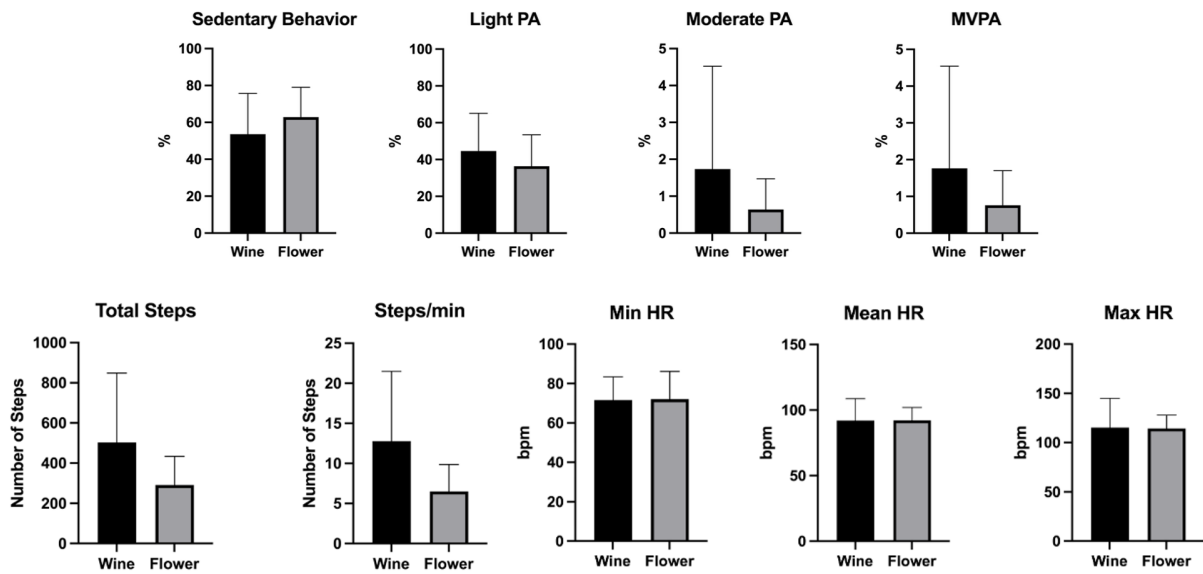 Sedentary Behavior
%
100
80
60
40
20
0
Wine Flower
Light PA
%
100
80
60
40
20
0
Wine Flower
Moderate PA
%
5
4
3
2
1
0
Wine Flower
MVPA
%
5
4
3
2
1
0
Wine Flower
Total Steps
Number of Steps
1000
800
600
400
200
0
Wine Flower
Steps/min
Number of Steps
25
20
15
10
5
0
Wine Flower
Min HR
bpm
100
80
60
40
20
0
Wine Flower
Mean HR
bpm
150
100
50
0
Wine Flower
Max HR
bpm
200
150
100
50
0
Wine Flower